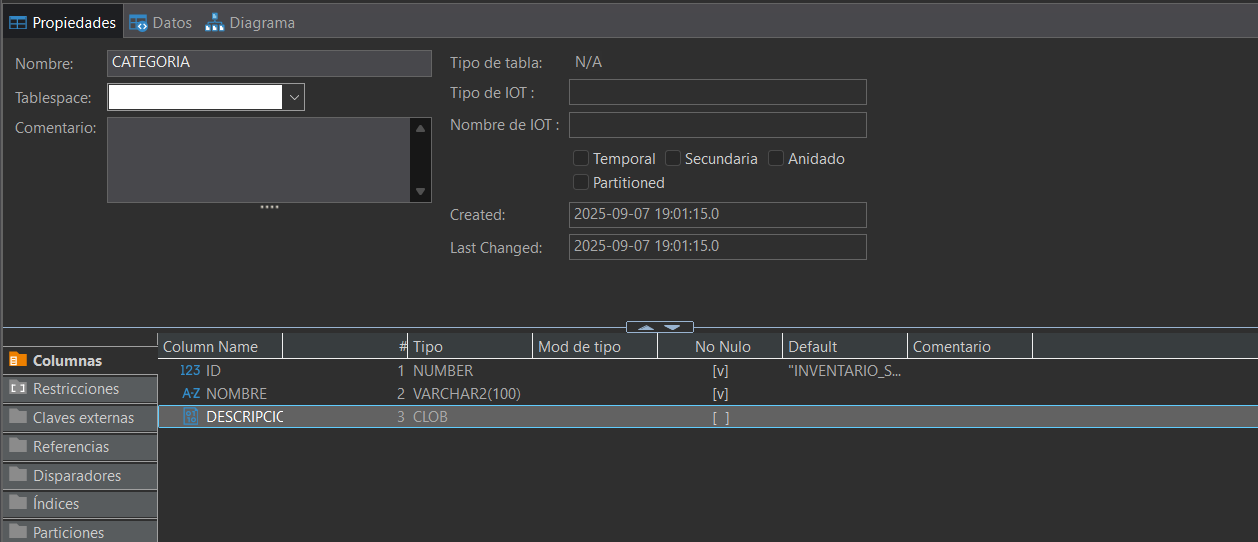 Propiedades Datos Diagrama
Nombre: CATEGORIA Tipo de tabla: N/A
Tablespace: Tipo de IOT :
Comentario: Nombre de IOT :
Temporal Secundaria Anidado
Partitioned
Created: 2025-09-07 19:01:15.0
Last Changed: 2025-09-07 19:01:15.0
Columnas
Restricciones
Claves externas
Referencias
Disparadores
Índices
Particiones
Column Name # Tipo Mod de tipo No Nulo Default Comentario
123 ID 1 NUMBER [v] "INVENTARIO_S...
A-Z NOMBRE 2 VARCHAR2(100) [v]
DESCRIPCIC 3 CLOB [ ]